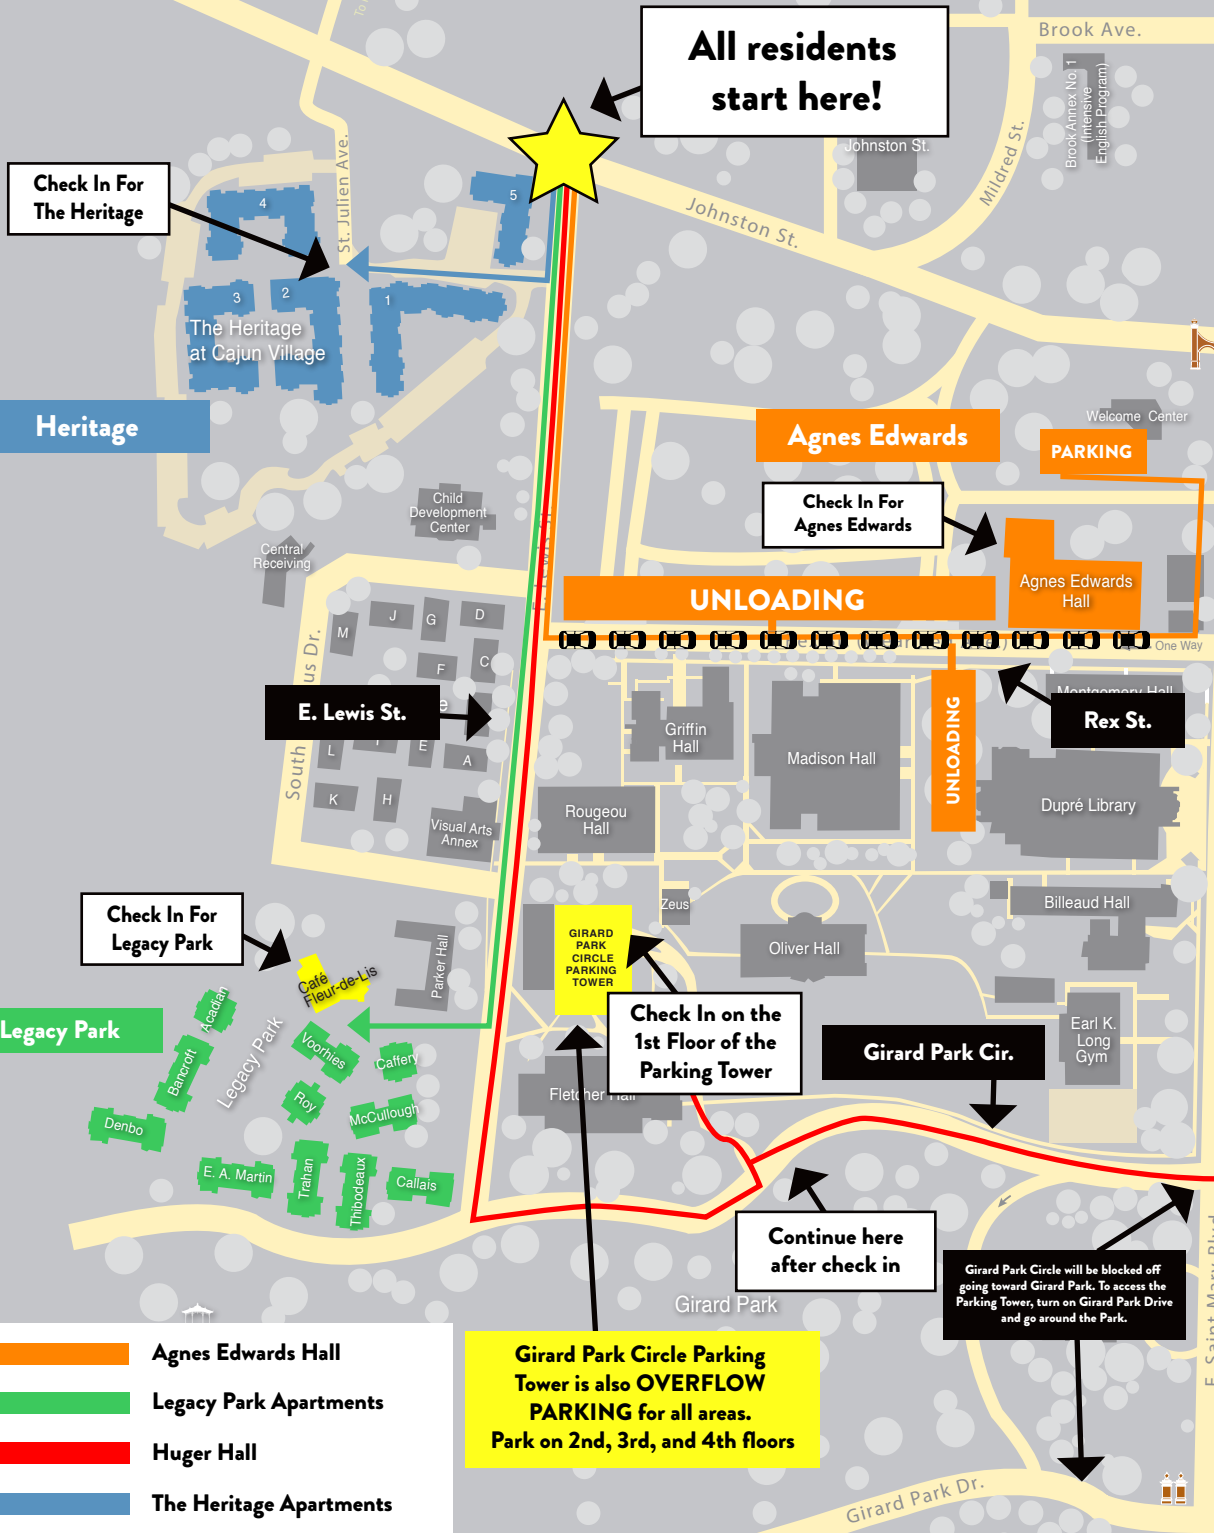 All residents
start here!
Brook Ave.
Brook Annex No. 1
(Intensive
English Program)
Johnston St.
Mildred St.
Johnston St.
Check In For
The Heritage
St. Julien Ave.
4
5
3
2
1
The Heritage
at Cajun Village
Heritage
Agnes Edwards
Welcome Center
PARKING
Check In For
Agnes Edwards
Child
Development
Center
Central
Receiving
Agnes Edwards
Hall
UNLOADING
One Way
J
G
D
M
F
C
L
E
A
K
H
E. Lewis St.
Visual Arts
Annex
Griffin
Hall
Madison Hall
UNLOADING
Montgomery Hall
Rex St.
Dupré Library
Rougeou
Hall
Billeaud Hall
Zeus
Oliver Hall
Check In For
Legacy Park
Parker Hall
GIRARD
PARK
CIRCLE
PARKING
TOWER
Café
Fleur-de-Lis
Legacy Park
Acadian
Legacy Park
Voorhies
Caffery
Bancroft
Roy
McCullough
Denbo
E. A. Martin
Trahan
Thibodeaux
Callais
Check In on the
1st Floor of the
Parking Tower
Fletcher Hall
Girard Park Cir.
Earl K.
Long
Gym
Continue here
after check in
Girard Park Circle will be blocked off
going toward Girard Park. To access the
Parking Tower, turn on Girard Park Drive
and go around the Park.
Girard Park
Girard Park Circle Parking
Tower is also OVERFLOW
PARKING for all areas.
Park on 2nd, 3rd, and 4th floors
Girard Park Dr.
Agnes Edwards Hall
Legacy Park Apartments
Huger Hall
The Heritage Apartments